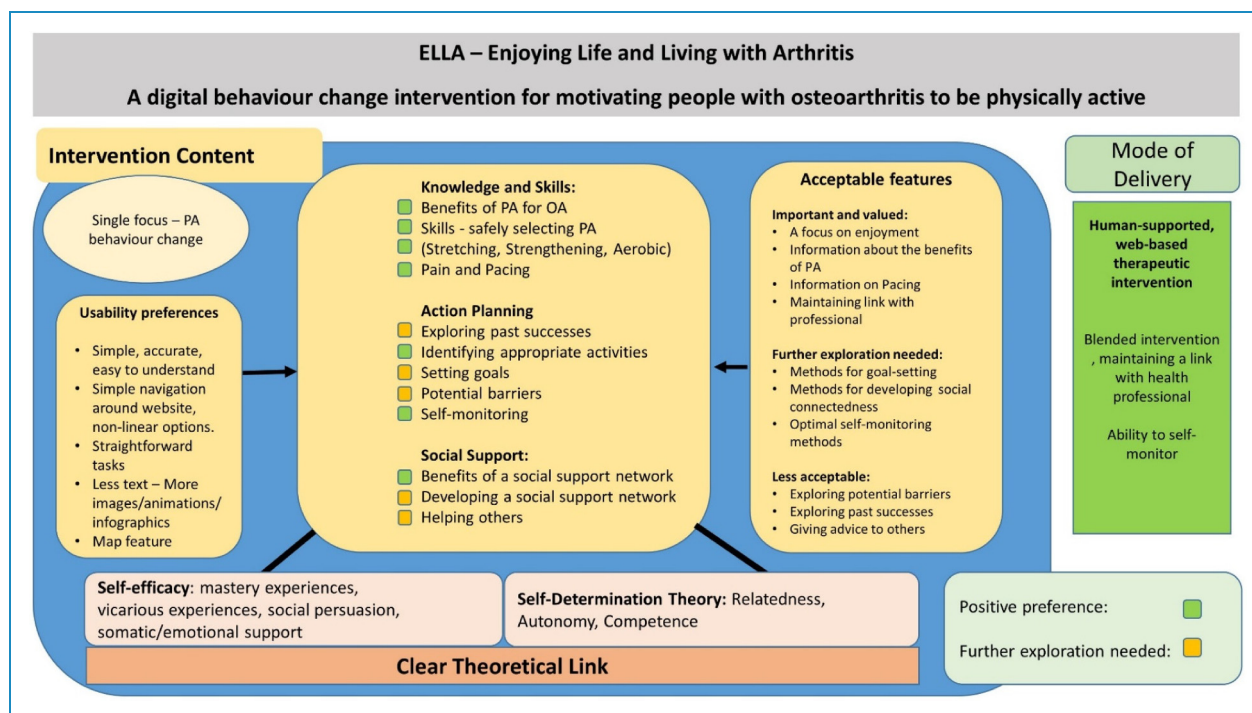 ELLA – Enjoying Life and Living with Arthritis
A digital behaviour change intervention for motivating people with osteoarthritis to be physically active
Intervention Content
Single focus – PA
behaviour change
Usability preferences
• Simple, accurate,
easy to understand
• Simple navigation
around website,
non-linear options.
• Straightforward
tasks
• Less text – More
images/animations/
infographics
• Map feature
Knowledge and Skills:
Benefits of PA for OA
Skills - safely selecting PA
(Stretching, Strengthening, Aerobic)
Pain and Pacing
Action Planning
Exploring past successes
Identifying appropriate activities
Setting goals
Potential barriers
Self-monitoring
Social Support:
Benefits of a social support network
Developing a social support network
Helping others
Acceptable features
Important and valued:
• A focus on enjoyment
• Information about the benefits
of PA
• Information on Pacing
• Maintaining link with
professional
Further exploration needed:
• Methods for goal-setting
• Methods for developing social
connectedness
• Optimal self-monitoring
methods
Less acceptable:
• Exploring potential barriers
• Exploring past successes
• Giving advice to others
Self-efficacy: mastery experiences,
vicarious experiences, social persuasion,
somatic/emotional support
Self-Determination Theory: Relatedness,
Autonomy, Competence
Clear Theoretical Link
Mode of
Delivery
Human-supported,
web-based
therapeutic
intervention
Blended intervention
, maintaining a link
with health
professional
Ability to self-
monitor
Positive preference:
Further exploration needed: